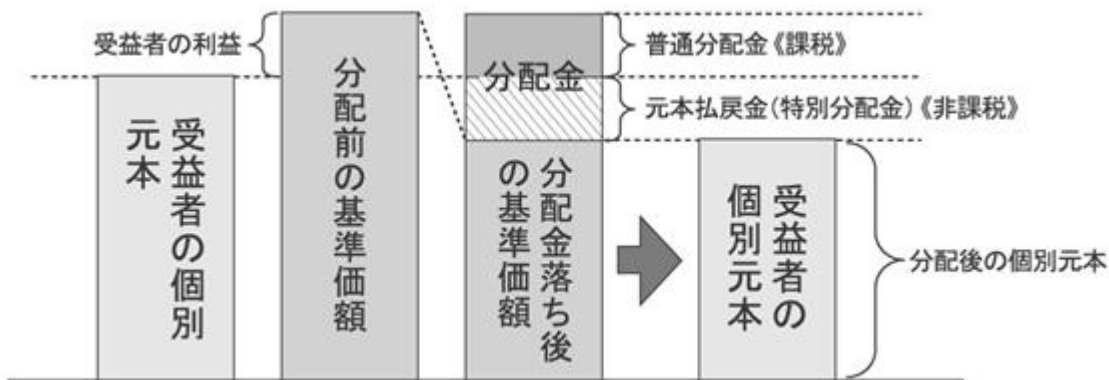 受益者の利益
受益者の個別
元本
分配前の基準価額
分配金
分配金落ち後
の基準価額
普通分配金《課税》
元本払戻金(特別分配金)《非課税》
受益者の
個別元本
分配後の個別元本